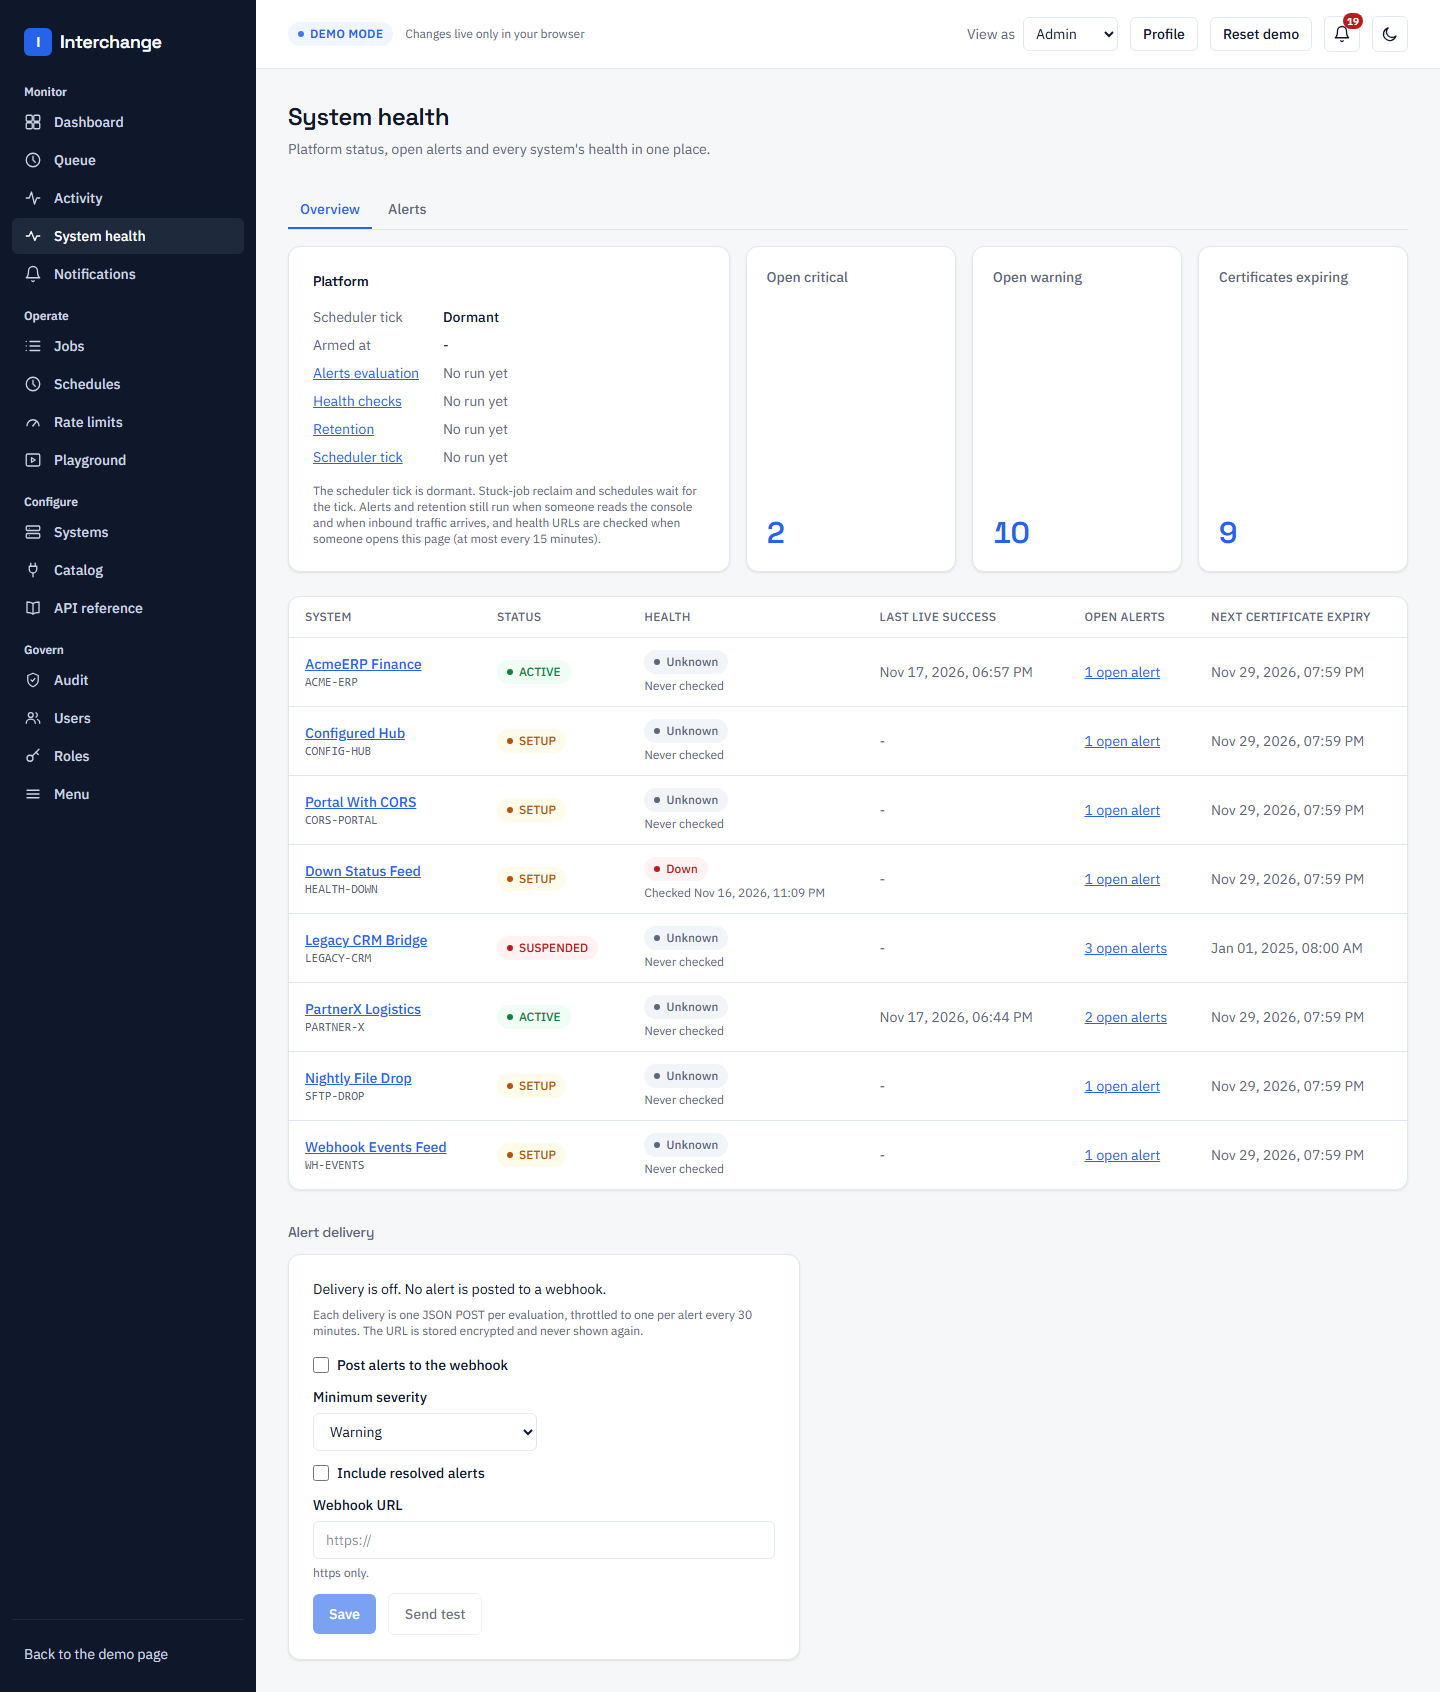 I Interchange
Monitor
Dashboard
Queue
Activity
System health
Notifications
Operate
Jobs
Schedules
Rate limits
Playground
Configure
Systems
Catalog
API reference
Govern
Audit
Users
Roles
Menu
Back to the demo page
DEMO MODE Changes live only in your browser View as Admin Profile Reset demo 19
System health
Platform status, open alerts and every system's health in one place.
Overview Alerts
Platform
Scheduler tick Dormant
Armed at -
Alerts evaluation No run yet
Health checks No run yet
Retention No run yet
Scheduler tick No run yet
The scheduler tick is dormant. Stuck-job reclaim and schedules wait for
the tick. Alerts and retention still run when someone reads the console
and when inbound traffic arrives, and health URLs are checked when
someone opens this page (at most every 15 minutes).
Open critical
2
Open warning
10
Certificates expiring
9
SYSTEM STATUS HEALTH LAST LIVE SUCCESS OPEN ALERTS NEXT CERTIFICATE EXPIRY
AcmeERP Finance
ACME-ERP
ACTIVE
Unknown
Never checked
Nov 17, 2026, 06:57 PM
1 open alert
Nov 29, 2026, 07:59 PM
Configured Hub
CONFIG-HUB
SETUP
Unknown
Never checked
-
1 open alert
Nov 29, 2026, 07:59 PM
Portal With CORS
CORS-PORTAL
SETUP
Unknown
Never checked
-
1 open alert
Nov 29, 2026, 07:59 PM
Down Status Feed
HEALTH-DOWN
SETUP
Down
Checked Nov 16, 2026, 11:09 PM
-
1 open alert
Nov 29, 2026, 07:59 PM
Legacy CRM Bridge
LEGACY-CRM
SUSPENDED
Unknown
Never checked
-
3 open alerts
Jan 01, 2025, 08:00 AM
PartnerX Logistics
PARTNER-X
ACTIVE
Unknown
Never checked
Nov 17, 2026, 06:44 PM
2 open alerts
Nov 29, 2026, 07:59 PM
Nightly File Drop
SFTP-DROP
SETUP
Unknown
Never checked
-
1 open alert
Nov 29, 2026, 07:59 PM
Webhook Events Feed
WH-EVENTS
SETUP
Unknown
Never checked
-
1 open alert
Nov 29, 2026, 07:59 PM
Alert delivery
Delivery is off. No alert is posted to a webhook.
Each delivery is one JSON POST per evaluation, throttled to one per alert every 30
minutes. The URL is stored encrypted and never shown again.
Post alerts to the webhook
Minimum severity
Warning
Include resolved alerts
Webhook URL
https://
https only.
Save Send test